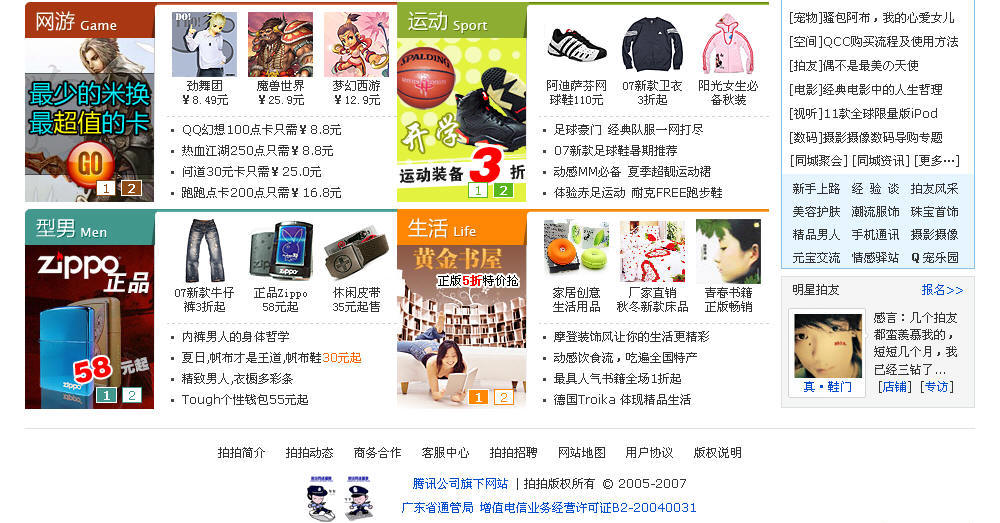 网游 Game
最少的米换
最超值的卡
GO
1 2
DO!
劲舞团
￥8.49元
魔兽世界
￥25.9元
梦幻西游
￥12.9元
QQ幻想100点卡只需￥8.8元
热血江湖250点只需￥8.8元
问道30元卡只需￥25.0元
跑跑点卡200点只需￥16.8元
运动 Sport
SPALDING
开学
运动装备3折
1 2
阿迪萨芬网
球鞋110元
07新款卫衣
3折起
阳光女生必
备秋装
足球豪门 经典队服一网打尽
07新款足球鞋暑期推荐
动感MM必备 夏季超靓运动裙
体验赤足运动 耐克FREE跑步鞋
型男 Men
zippo正品
zippo
58元起
1 2
07新款牛仔
裤3折起
正品Zippo
58元起
休闲皮带
35元起售
内裤男人的身体哲学
夏日,帆布才是王道,帆布鞋30元起
精致男人,衣橱多彩条
Tough个性钱包55元起
生活 Life
黄金书屋
正版5折特价抢
1 2
家居创意
生活用品
厂家直销
秋冬新款床品
青春书籍
正版畅销
摩登装饰风让你的生活更精彩
动感饮食流，吃遍全国特产
最具人气书籍全场1折起
德国Troika 体现精品生活
[宠物]骚包阿布，我的心爱女儿
[空间]QCC购买流程及使用方法
[拍友]偶不是最美の天使
[电影]经典电影中的人生哲理
[视听]11款全球限量版iPod
[数码]摄影摄像数码导购专题
[同城聚会] [同城资讯] [更多…]
新手上路 经 验 谈 拍友风采
美容护肤 潮流服饰 珠宝首饰
精品男人 手机通讯 摄影摄像
元宝交流 情感驿站 Q宠乐园
明星拍友 报名>>
真·鞋门
感言：几个拍友
都蛮羡慕我的，
短短几个月，我
已经三钻了...
[店铺] [专访]
拍拍简介 拍拍动态 商务合作 客服中心 拍拍招聘 网站地图 用户协议 版权说明
腾讯公司旗下网站 | 拍拍版权所有 © 2005-2007
广东省通管局 增值电信业务经营许可证B2-20040031